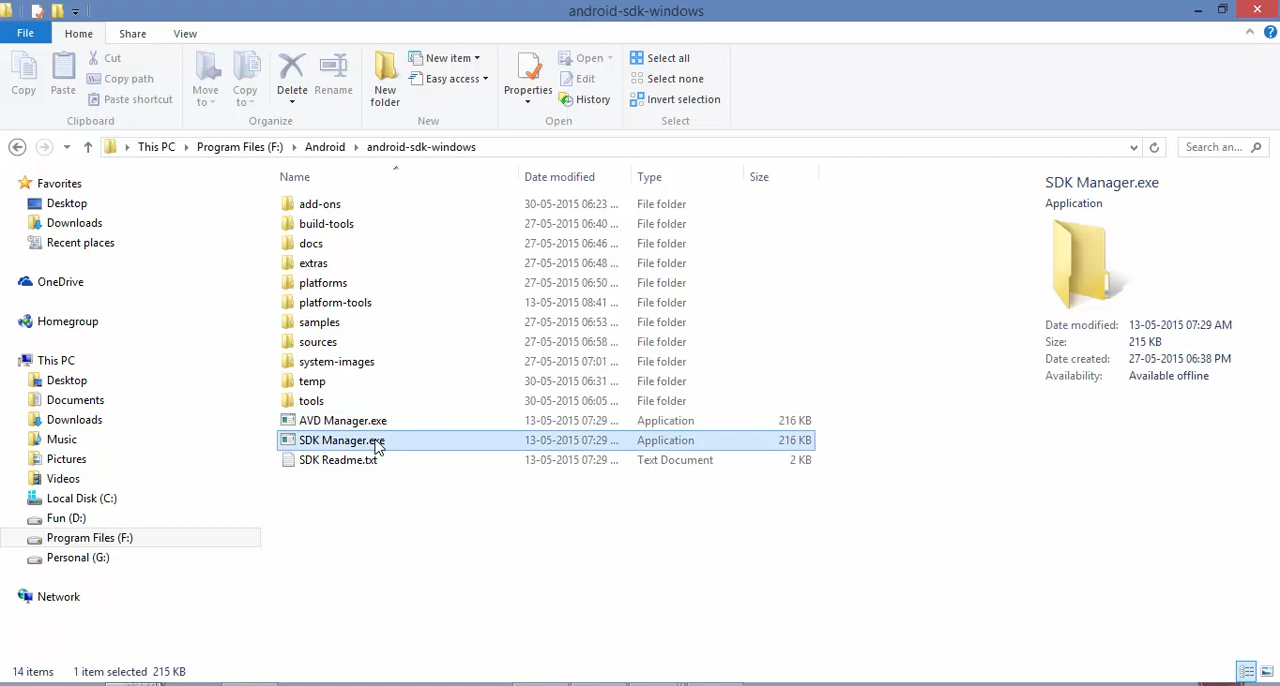 android-sdk-windows
File Home Share View
Copy
Paste
Cut
Copy path
Paste shortcut
Clipboard
Move to
Copy to
Delete
Rename
Organize
New folder
New item
Easy access
New
Properties
Open
Edit
History
Open
Select all
Select none
Invert selection
Select
This PC Program Files (F:) Android android-sdk-windows
Search an...
Favorites
Desktop
Downloads
Recent places
OneDrive
Homegroup
This PC
Desktop
Documents
Downloads
Music
Pictures
Videos
Local Disk (C:)
Fun (D:)
Program Files (F:)
Personal (G:)
Network
Name Date modified Type Size
add-ons 30-05-2015 06:23 ... File folder
build-tools 27-05-2015 06:40 ... File folder
docs 27-05-2015 06:46 ... File folder
extras 27-05-2015 06:48 ... File folder
platforms 27-05-2015 06:50 ... File folder
platform-tools 13-05-2015 08:41 ... File folder
samples 27-05-2015 06:53 ... File folder
sources 27-05-2015 06:58 ... File folder
system-images 27-05-2015 07:01 ... File folder
temp 30-05-2015 06:31 ... File folder
tools 30-05-2015 06:05 ... File folder
AVD Manager.exe 13-05-2015 07:29 ... Application 216 KB
SDK Manager.exe 13-05-2015 07:29 ... Application 216 KB
SDK Readme.txt 13-05-2015 07:29 ... Text Document 2 KB
SDK Manager.exe
Application
Date modified: 13-05-2015 07:29 AM
Size: 215 KB
Date created: 27-05-2015 06:38 PM
Availability: Available offline
14 items 1 item selected 215 KB